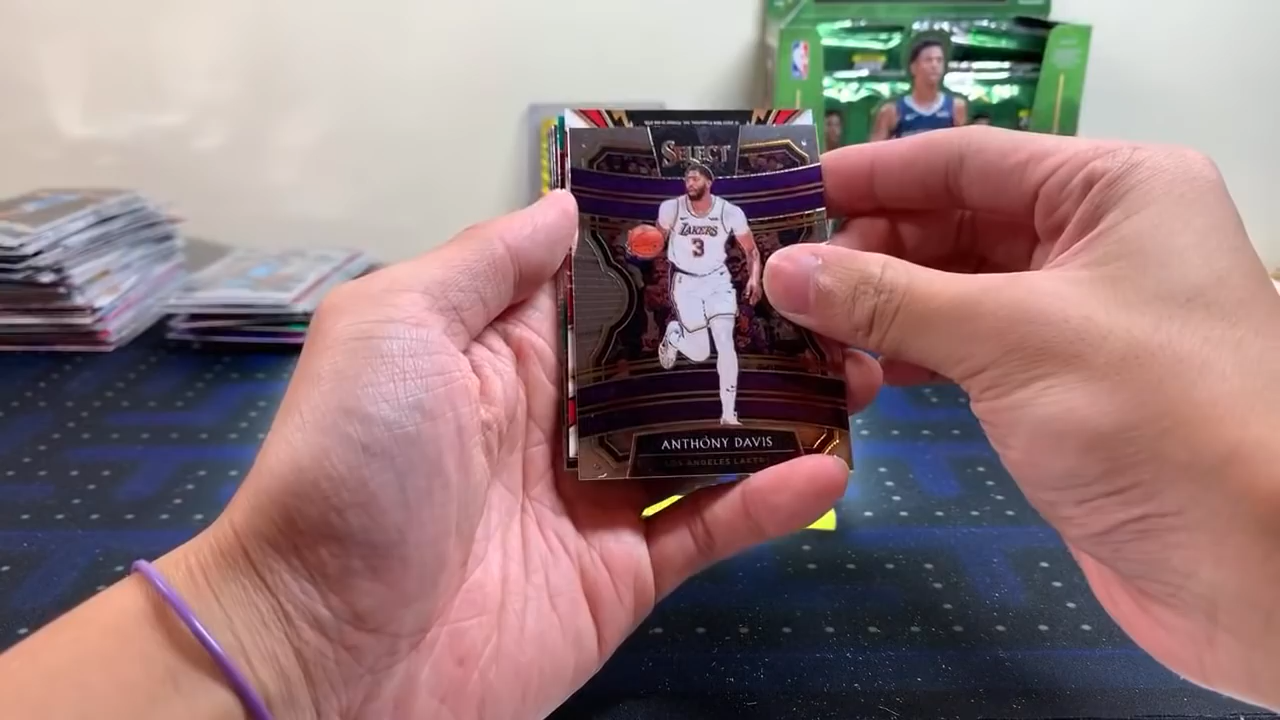 SELECT
LAKERS
3
ANTHONY DAVIS
LOS ANGELES LAKERS
NBA